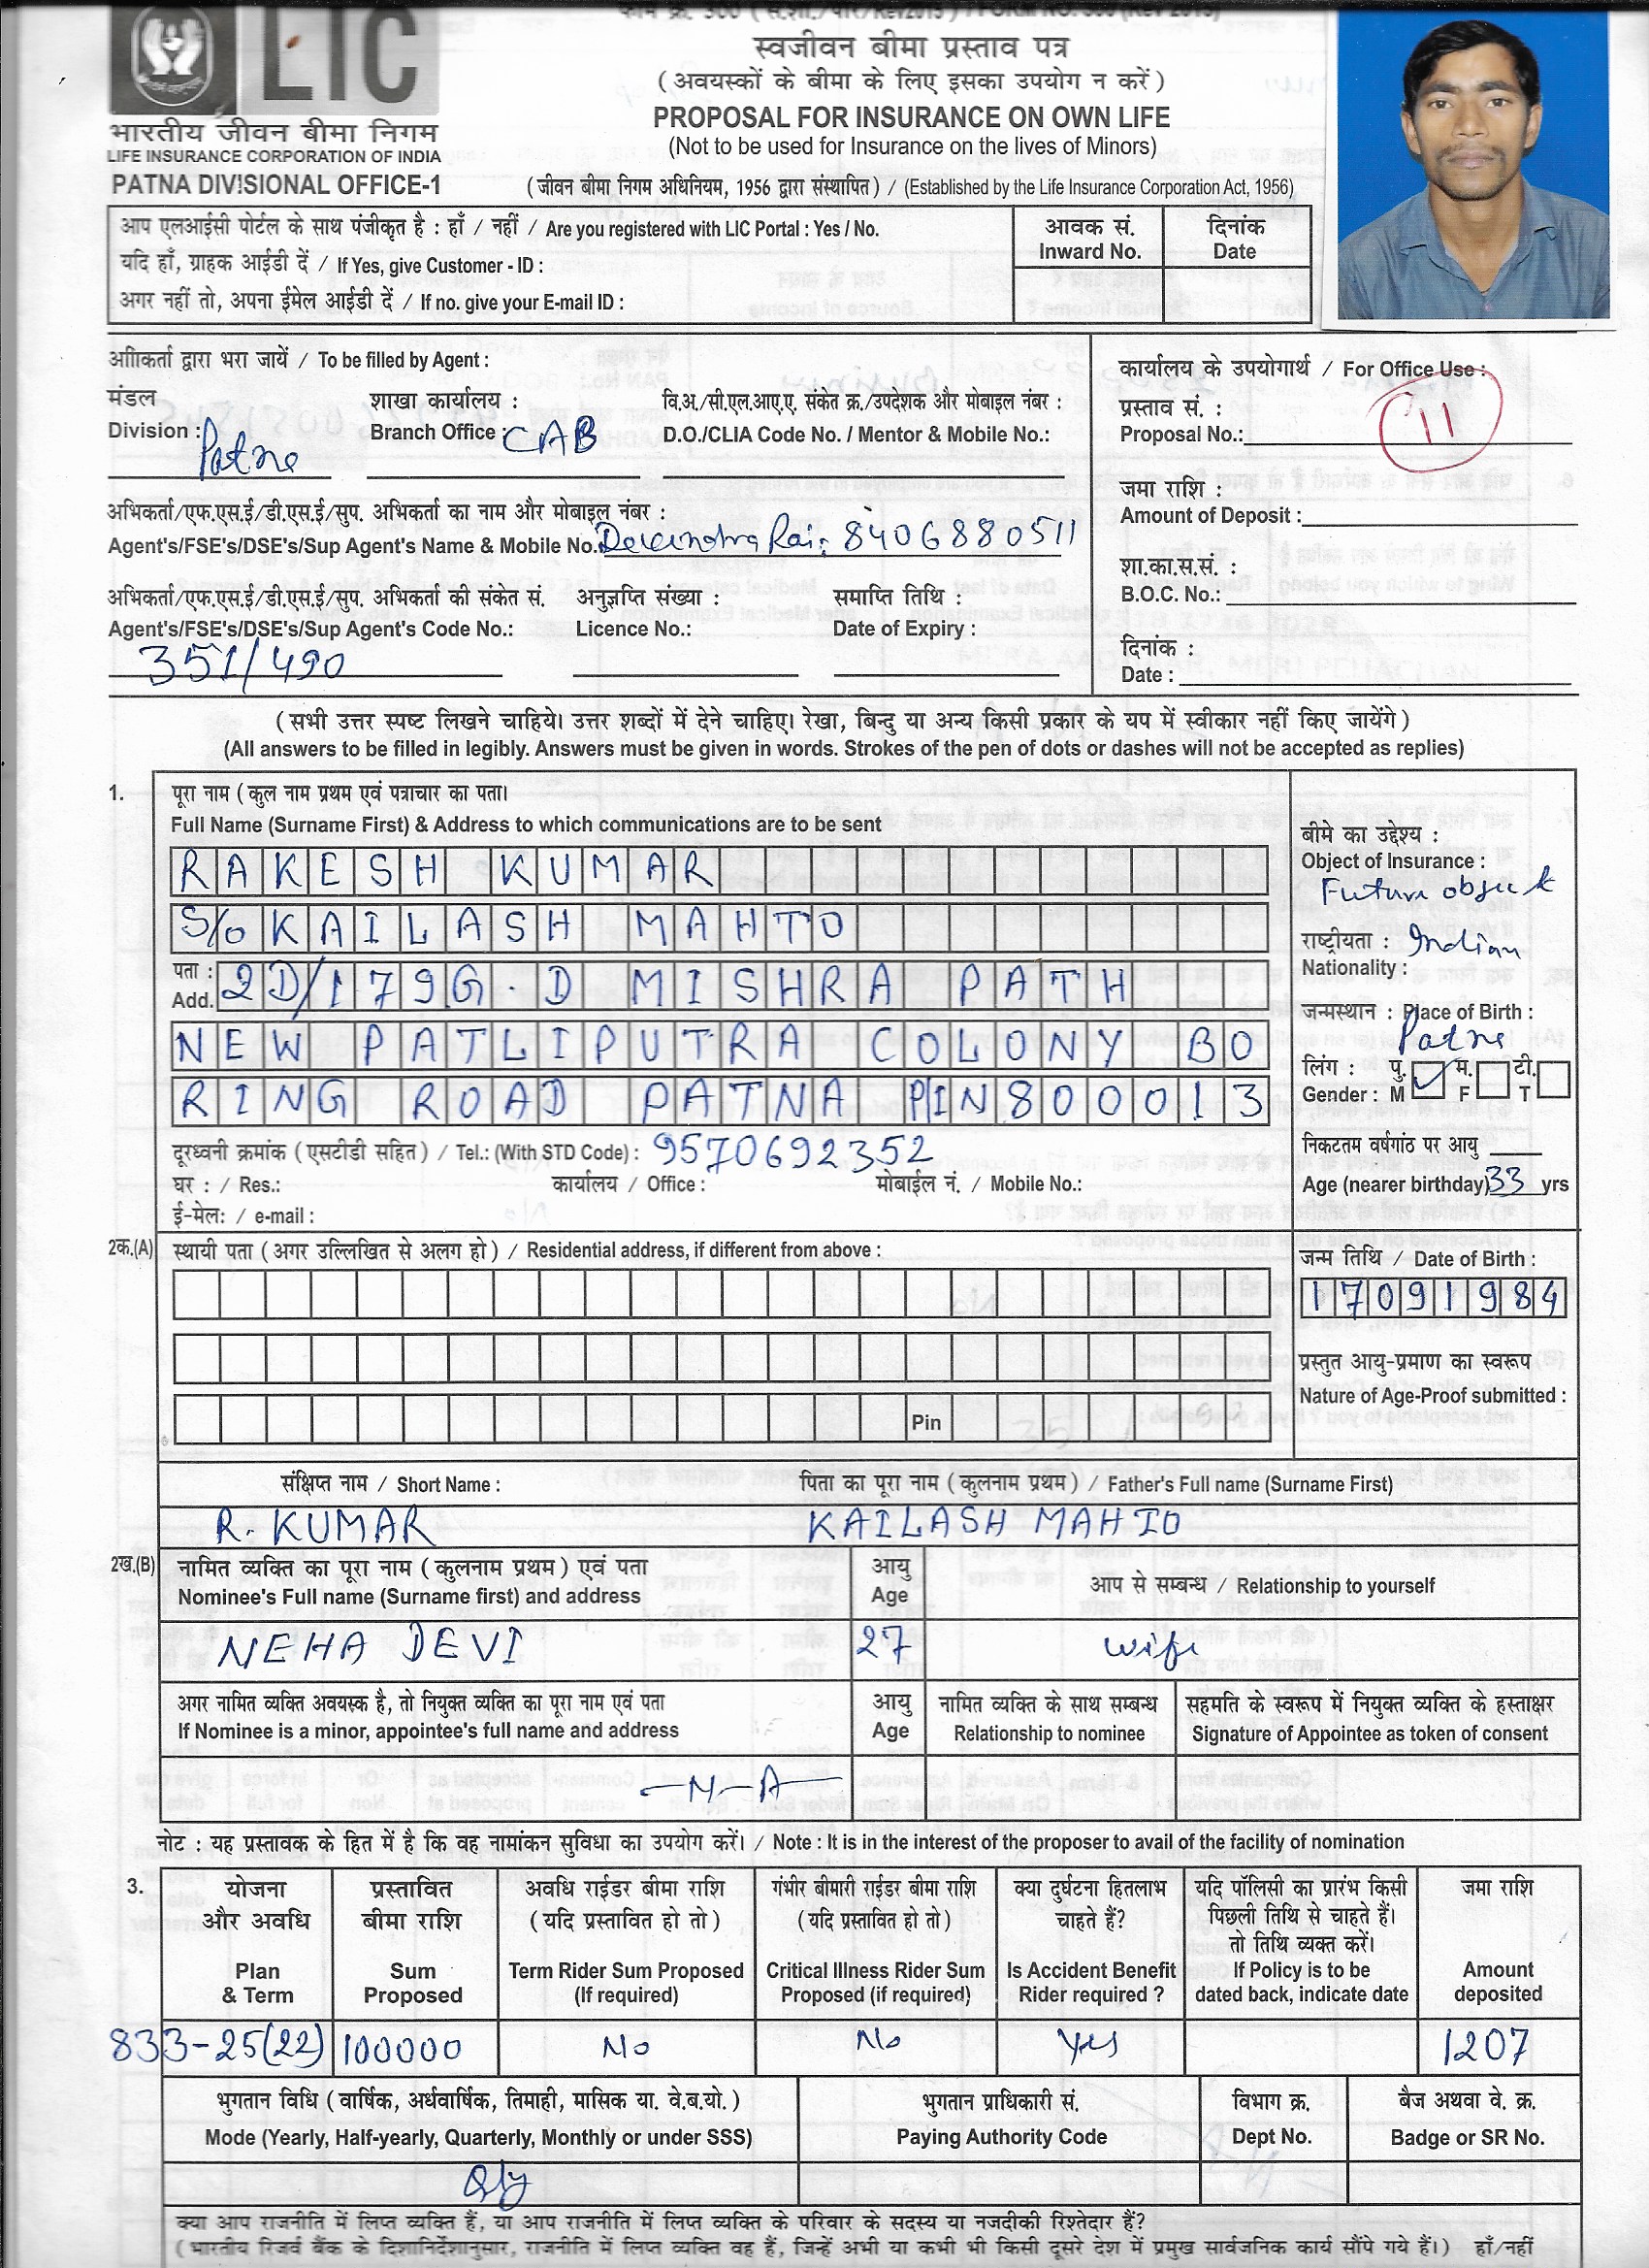 LIC
स्वजीवन बीमा प्रस्ताव पत्र
( अवयस्कों के बीमा के लिए इसका उपयोग न करें )
PROPOSAL FOR INSURANCE ON OWN LIFE
(Not to be used for Insurance on the lives of Minors)
भारतीय जीवन बीमा निगम
LIFE INSURANCE CORPORATION OF INDIA
PATNA DIVISIONAL OFFICE-1
( जीवन बीमा निगम अधिनियम, 1956 द्वारा संस्थापित ) / (Established by the Life Insurance Corporation Act, 1956)
आप एलआईसी पोर्टल के साथ पंजीकृत है : हाँ / नहीं / Are you registered with LIC Portal : Yes / No.
यदि हाँ, ग्राहक आईडी दें / If Yes, give Customer - ID :
अगर नहीं तो, अपना ईमेल आईडी दें / If no. give your E-mail ID :
आवक सं. दिनांक
Inward No. Date
अाीकर्ता द्वारा भरा जायें / To be filled by Agent :
मंडल शाखा कार्यालय : वि.अ./सी.एल.आए.ए. संकेत क्र./उपदेशक और मोबाइल नंबर :
Division : Patna Branch Office : CAB D.O./CLIA Code No. / Mentor & Mobile No.:
अभिकर्ता/एफ.एस.ई/डी.एस.ई/सुप. अभिकर्ता का नाम और मोबाइल नंबर :
Agent's/FSE's/DSE's/Sup Agent's Name & Mobile No. Devendra Rai: 8406880511
अभिकर्ता/एफ.एस.ई/डी.एस.ई/सुप. अभिकर्ता की संकेत सं. अनुज्ञप्ति संख्या : समाप्ति तिथि :
Agent's/FSE's/DSE's/Sup Agent's Code No.: Licence No.: Date of Expiry :
351/490
कार्यालय के उपयोगार्थ / For Office Use :
प्रस्ताव सं. :
Proposal No.: 11
जमा राशि :
Amount of Deposit :
शा.का.स.सं. :
B.O.C. No.:
दिनांक :
Date :
(सभी उत्तर स्पष्ट लिखने चाहिये। उत्तर शब्दों में देने चाहिए। रेखा, बिन्दु या अन्य किसी प्रकार के यप में स्वीकार नहीं किए जायेंगे )
(All answers to be filled in legibly. Answers must be given in words. Strokes of the pen of dots or dashes will not be accepted as replies)
1. पूरा नाम ( कुल नाम प्रथम एवं पत्राचार का पता।
Full Name (Surname First) & Address to which communications are to be sent
RAKESH KUMAR
S/o KAILASH MAHTO
पता :
Add. 2D/179G. D MISHRA PATH
NEW PATLIPUTRA COLONY BO
RING ROAD PATNA PIN800013
दूरध्वनी क्रमांक ( एसटीडी सहित ) / Tel.: (With STD Code) : 9570692352
घर : / Res.: कार्यालय / Office : मोबाईल नं. / Mobile No.:
ई-मेलः / e-mail :
बीमे का उद्देश्य :
Object of Insurance :
Future object
राष्ट्रीयता : Indian
Nationality :
जन्मस्थान : Place of Birth :
Patna
लिंग : पु. म. टी.
Gender : M F T
निकटतम वर्षगांठ पर आयु
Age (nearer birthday) 33 yrs
2क.(A) स्थायी पता ( अगर उल्लिखित से अलग हो ) / Residential address, if different from above :
Pin
जन्म तिथि / Date of Birth :
17091984
प्रस्तुत आयु-प्रमाण का स्वरूप
Nature of Age-Proof submitted :
संक्षिप्त नाम / Short Name : पिता का पूरा नाम ( कुलनाम प्रथम ) / Father's Full name (Surname First)
R. KUMAR KAILASH MAHTO
2ख.(B) नामित व्यक्ति का पूरा नाम ( कुलनाम प्रथम ) एवं पता आयु आप से सम्बन्ध / Relationship to yourself
Nominee's Full name (Surname first) and address Age
NEHA DEVI 27 wife
अगर नामित व्यक्ति अवयस्क है, तो नियुक्त व्यक्ति का पूरा नाम एवं पता आयु नामित व्यक्ति के साथ सम्बन्ध सहमति के स्वरूप में नियुक्त व्यक्ति के हस्ताक्षर
If Nominee is a minor, appointee's full name and address Age Relationship to nominee Signature of Appointee as token of consent
—N—A—
नोट : यह प्रस्तावक के हित में है कि वह नामांकन सुविधा का उपयोग करें। / Note : It is in the interest of the proposer to avail of the facility of nomination
3. योजना और अवधि प्रस्तावित बीमा राशि अवधि राईडर बीमा राशि ( यदि प्रस्तावित हो तो ) गंभीर बीमारी राईडर बीमा राशि ( यदि प्रस्तावित हो तो ) क्या दुर्घटना हितलाभ चाहते हैं? यदि पॉलिसी का प्रारंभ किसी पिछली तिथि से चाहते हैं। तो तिथि व्यक्त करें। जमा राशि
Plan & Term Sum Proposed Term Rider Sum Proposed (If required) Critical Illness Rider Sum Proposed (if required) Is Accident Benefit Rider required ? If Policy is to be dated back, indicate date Amount deposited
833-25(22) 100000 No No Yes 1207
भुगतान विधि ( वार्षिक, अर्धवार्षिक, तिमाही, मासिक या. वे.ब.यो. ) भुगतान प्राधिकारी सं. विभाग क्र. बैज अथवा वे. क्र.
Mode (Yearly, Half-yearly, Quarterly, Monthly or under SSS) Paying Authority Code Dept No. Badge or SR No.
Qly
क्या आप राजनीति में लिप्त व्यक्ति हैं, या आप राजनीति में लिप्त व्यक्ति के परिवार के सदस्य या नजदीकी रिश्तेदार हैं?
( भारतीय रिजर्व बैंक के दिशानिर्देशानुसार, राजनीति में लिप्त व्यक्ति वह हैं, जिन्हें अभी या कभी भी किसी दूसरे देश में प्रमुख सार्वजनिक कार्य सौंपे गये हैं। ) हाँ/नहीं